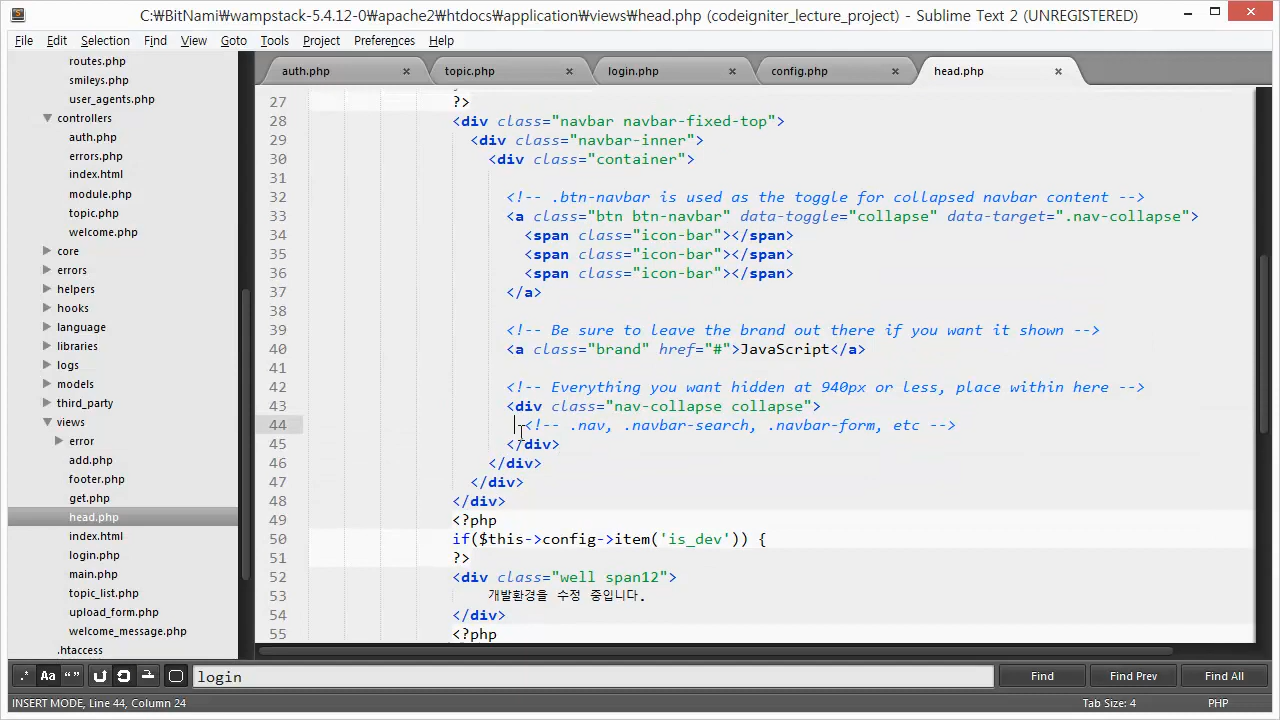 C:₩BitNami₩wampstack-5.4.12-0₩apache2₩htdocs₩application₩views₩head.php (codeigniter_lecture_project) - Sublime Text 2 (UNREGISTERED)
File Edit Selection Find View Goto Tools Project Preferences Help
routes.php
smileys.php
user_agents.php
controllers
auth.php
errors.php
index.html
module.php
topic.php
welcome.php
core
errors
helpers
hooks
language
libraries
logs
models
third_party
views
error
add.php
footer.php
get.php
head.php
index.html
login.php
main.php
topic_list.php
upload_form.php
welcome_message.php
.htaccess
auth.php topic.php login.php config.php head.php
27 ?>
28 <div class="navbar navbar-fixed-top">
29 <div class="navbar-inner">
30 <div class="container">
31
32 <!-- .btn-navbar is used as the toggle for collapsed navbar content -->
33 <a class="btn btn-navbar" data-toggle="collapse" data-target=".nav-collapse">
34 <span class="icon-bar"></span>
35 <span class="icon-bar"></span>
36 <span class="icon-bar"></span>
37 </a>
38
39 <!-- Be sure to leave the brand out there if you want it shown -->
40 <a class="brand" href="#">JavaScript</a>
41
42 <!-- Everything you want hidden at 940px or less, place within here -->
43 <div class="nav-collapse collapse">
44 <!-- .nav, .navbar-search, .navbar-form, etc -->
45 </div>
46 </div>
47 </div>
48 </div>
49 <?php
50 if($this->config->item('is_dev')) {
51 ?>
52 <div class="well span12">
53 개발환경을 수정 중입니다.
54 </div>
55 <?php
.* Aa “” login Find Find Prev Find All
INSERT MODE, Line 44, Column 24 Tab Size: 4 PHP